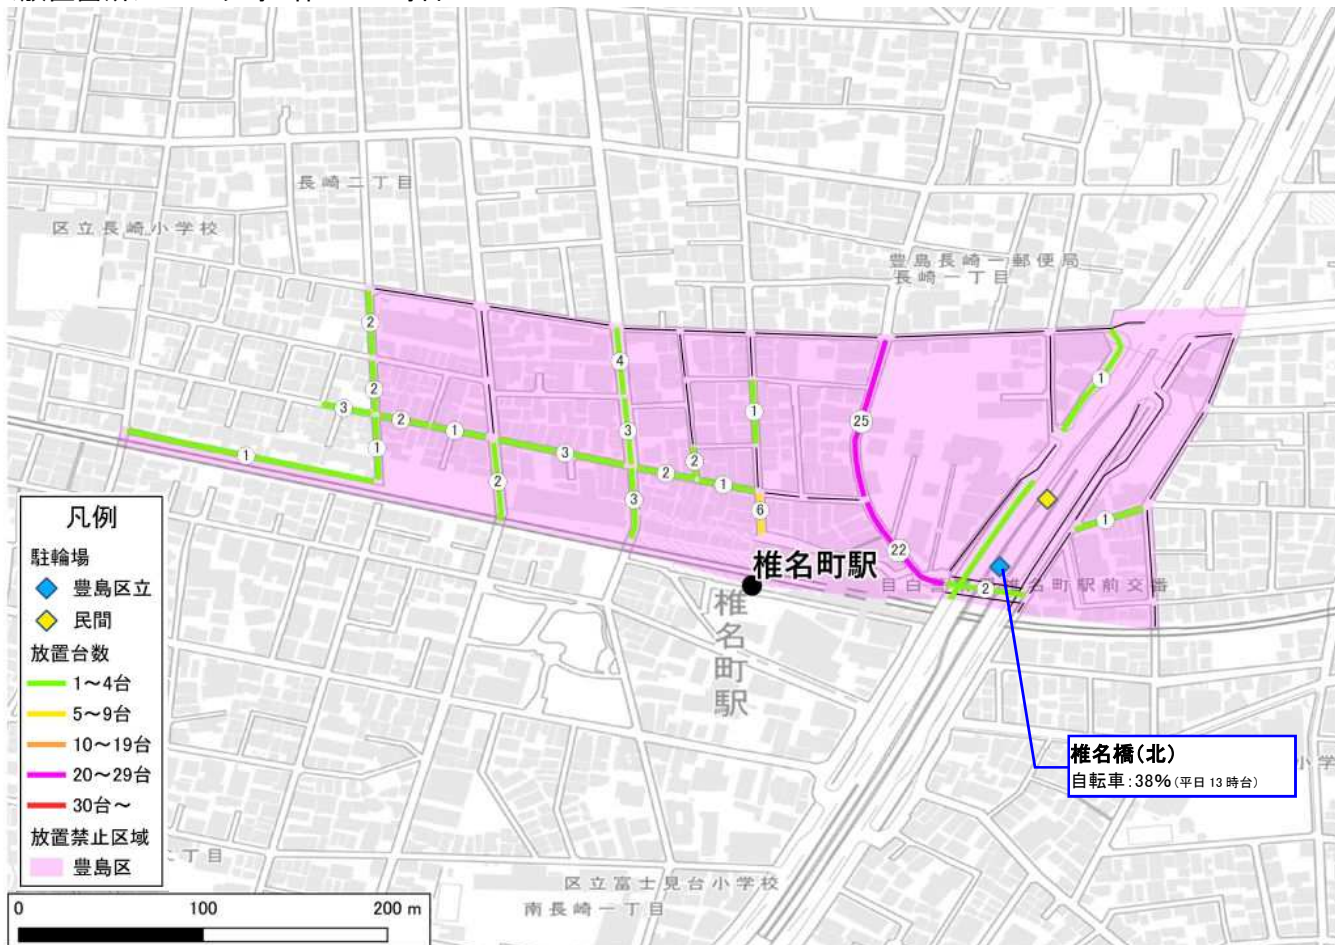 長崎二丁目
区立長崎小学校
豊島長崎一郵便局
長崎一丁目
2
4
2
1
1
3
2
25
1
3
3
2
2
1
1
2
3
6
1
22
2
椎名町駅
椎名町駅前交番
椎名町駅
凡例
駐輪場
豊島区立
民間
放置台数
1～4台
5～9台
10～19台
20～29台
30台～
放置禁止区域
豊島区
丁目
椎名橋(北)
自転車:38%(平日13時台)
小学
区立富士見台小学校
南長崎一丁目
0 100 200 m